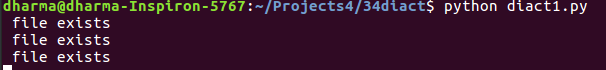 dharma@dharma-Inspiron-5767:~/Projects4/34diact$ python diact1.py
file exists
file exists
file exists